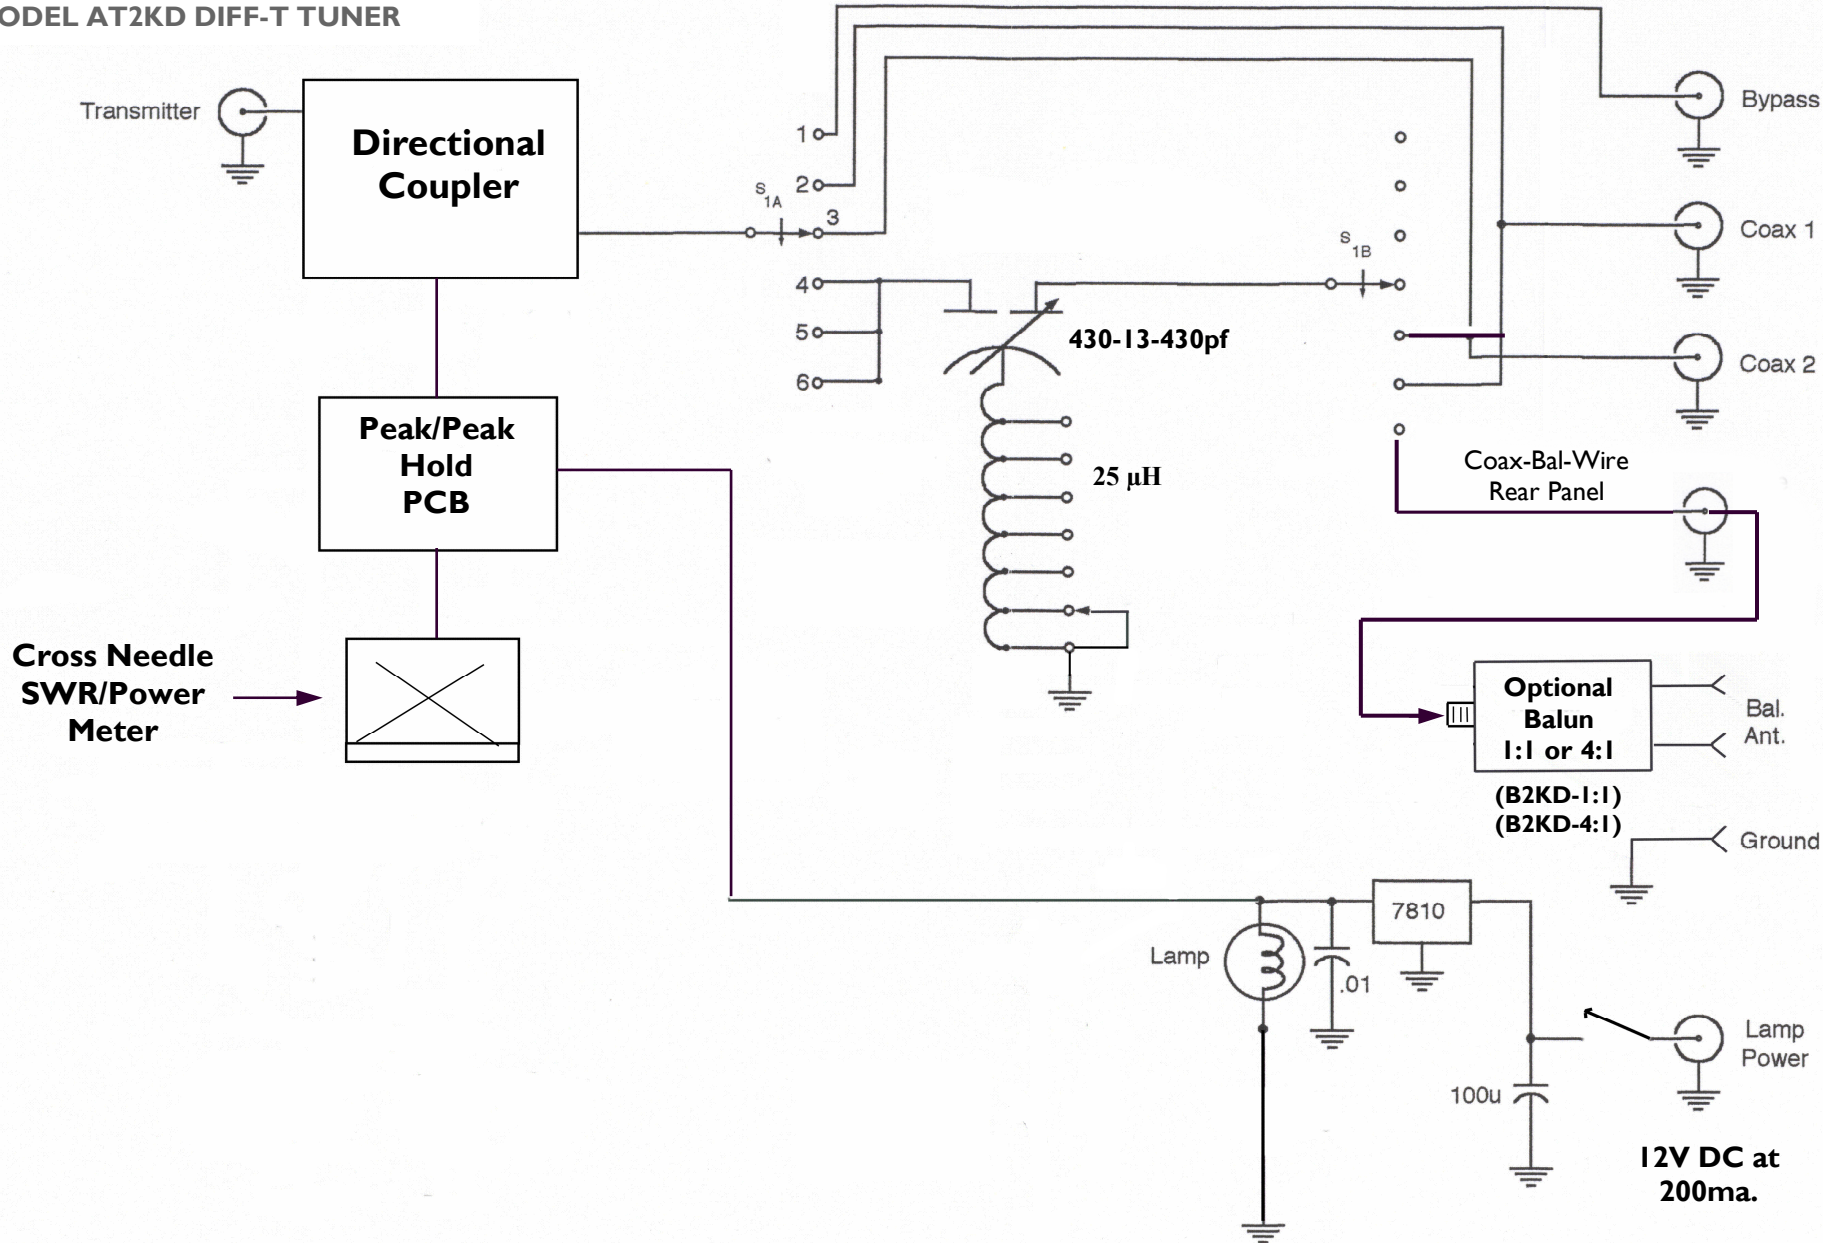 ODEL AT2KD DIFF-T TUNER
Transmitter
Directional
Coupler
Bypass
1
2
S
1A
3
4
5
6
S
1B
Coax 1
Coax 2
430-13-430pf
25 µH
Peak/Peak
Hold
PCB
Coax-Bal-Wire
Rear Panel
Cross Needle
SWR/Power
Meter
Optional
Balun
1:1 or 4:1
Bal.
Ant.
(B2KD-1:1)
(B2KD-4:1)
Ground
7810
Lamp
.01
Lamp
Power
100u
12V DC at
200ma.